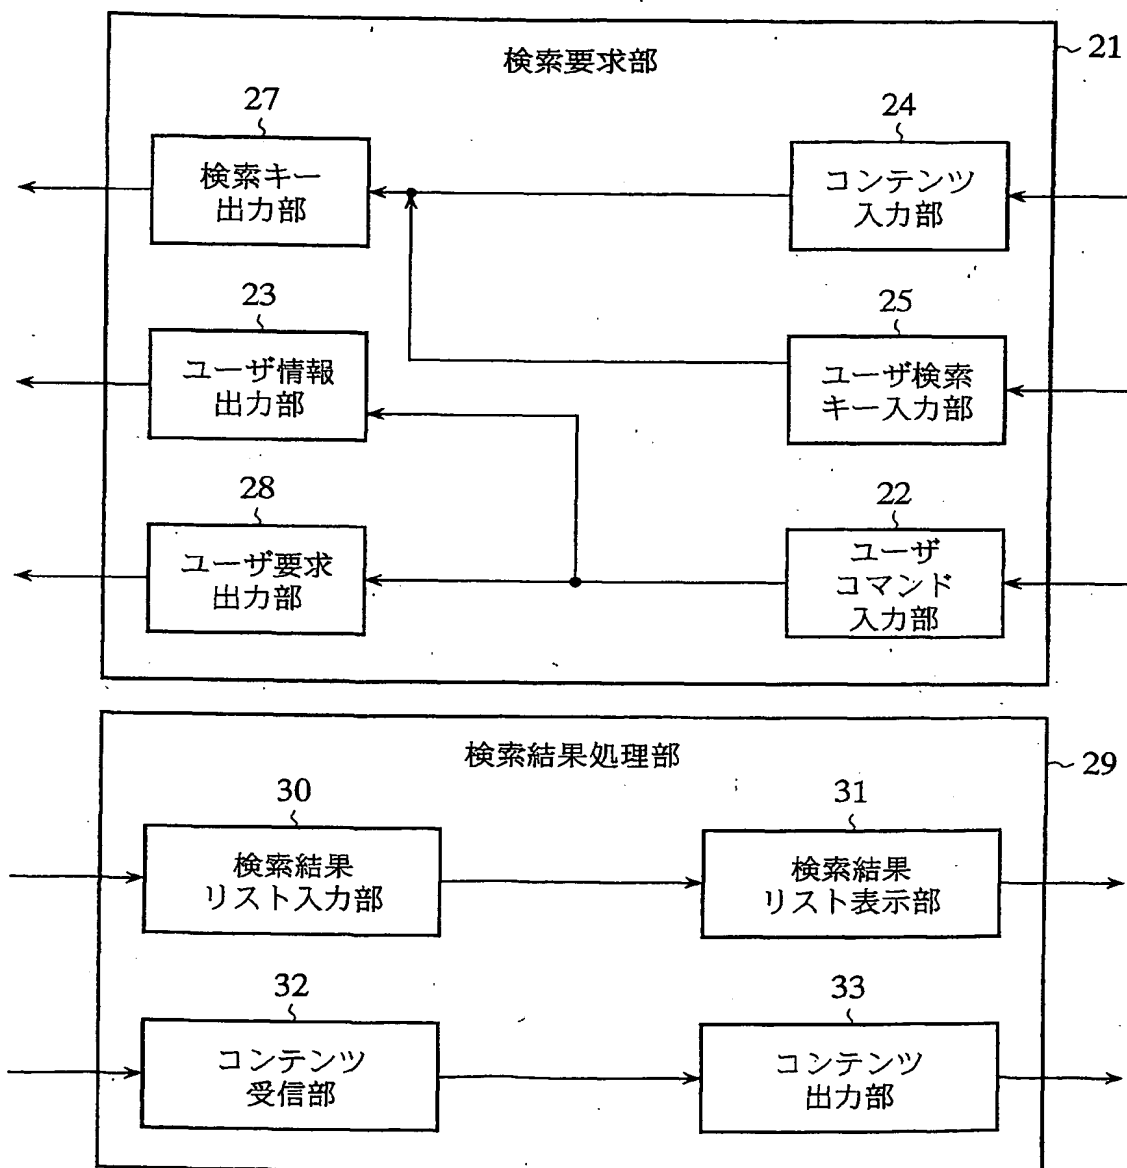 検索要求部
21
27
検索キー
出力部
24
コンテンツ
入力部
23
ユーザ情報
出力部
25
ユーザ検索
キー入力部
28
ユーザ要求
出力部
22
ユーザ
コマンド
入力部
検索結果処理部
29
30
検索結果
リスト入力部
31
検索結果
リスト表示部
32
コンテンツ
受信部
33
コンテンツ
出力部